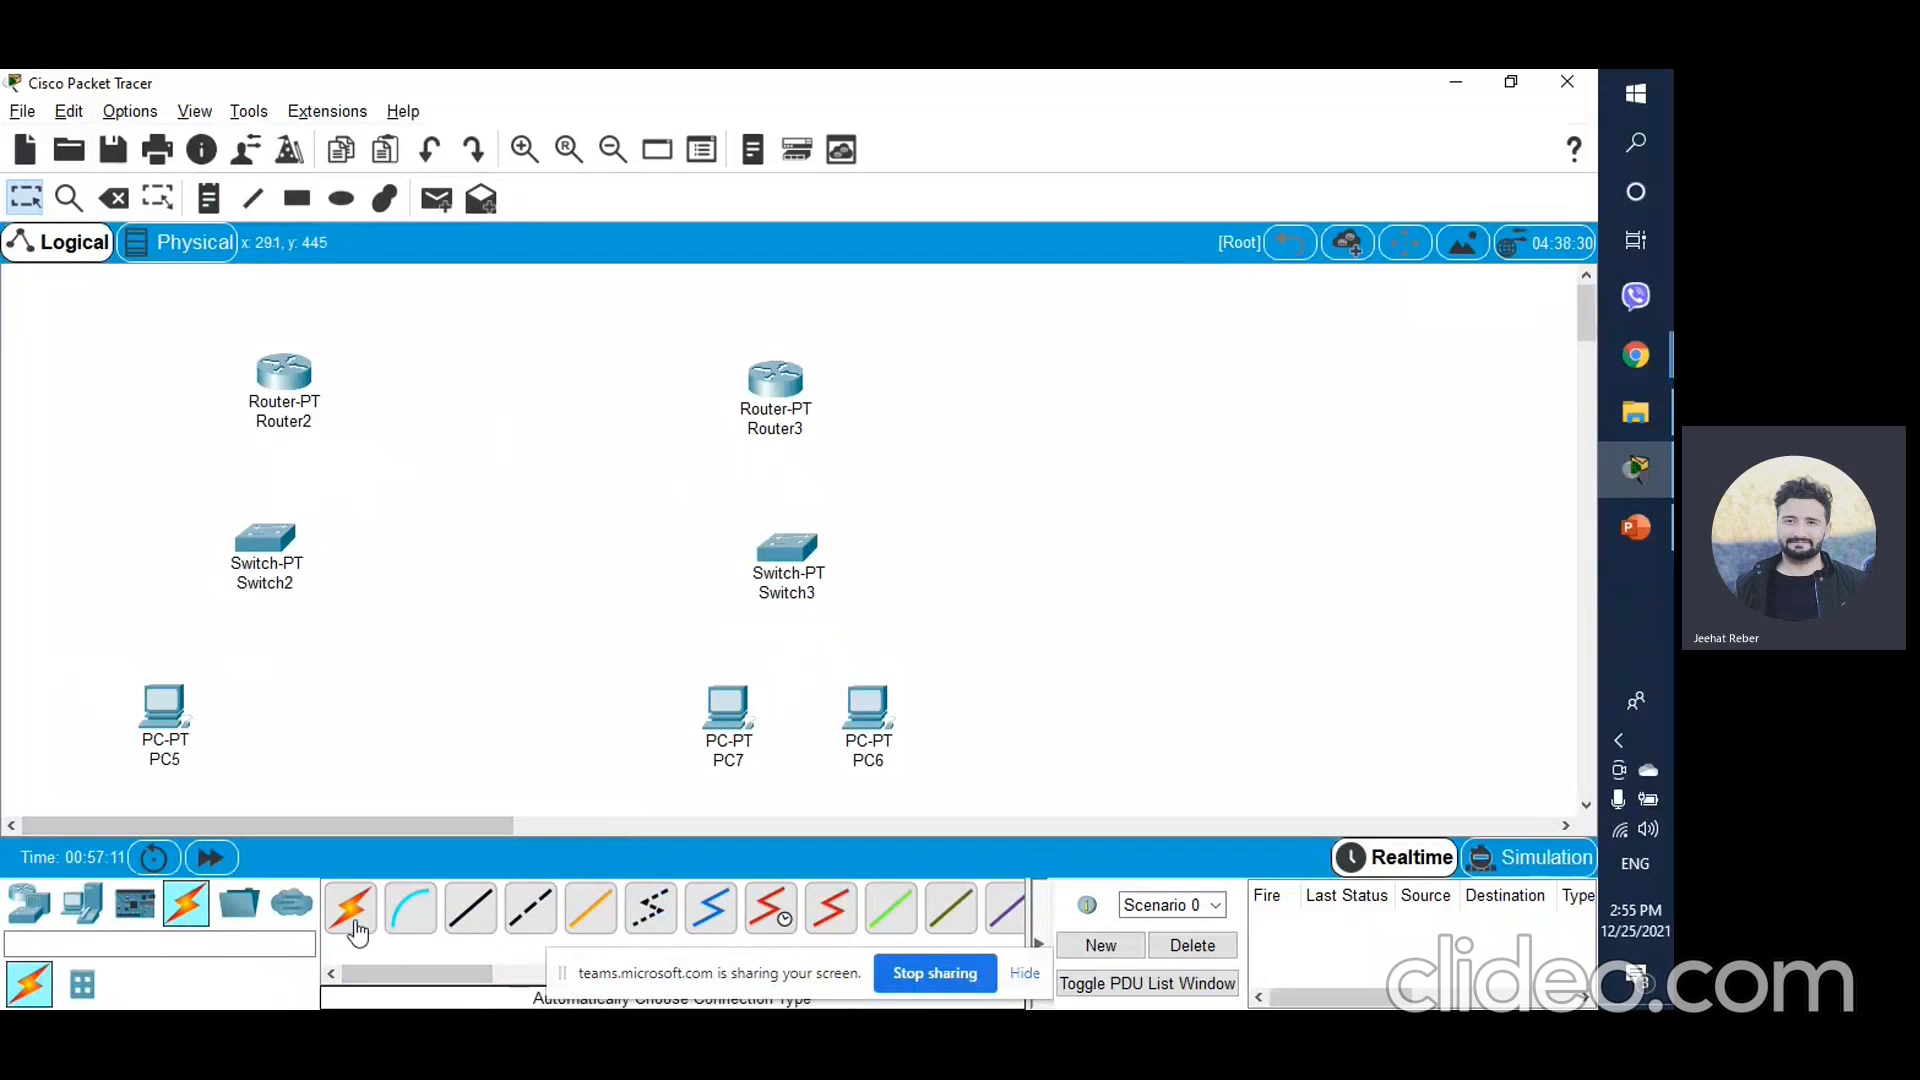 Cisco Packet Tracer
File Edit Options View Tools Extensions Help
Logical Physical x: 291, y: 445 [Root] 04:38:30
Router-PT
Router2
Router-PT
Router3
Switch-PT
Switch2
Switch-PT
Switch3
PC-PT
PC5
PC-PT
PC7
PC-PT
PC6
Time: 00:57:11 Realtime Simulation
Scenario 0
New Delete
Toggle PDU List Window
Fire Last Status Source Destination Type
teams.microsoft.com is sharing your screen. Stop sharing Hide
Automatically Choose Connection Type
ENG
2:55 PM
12/25/2021
3
Jeehat Reber
clideo.com